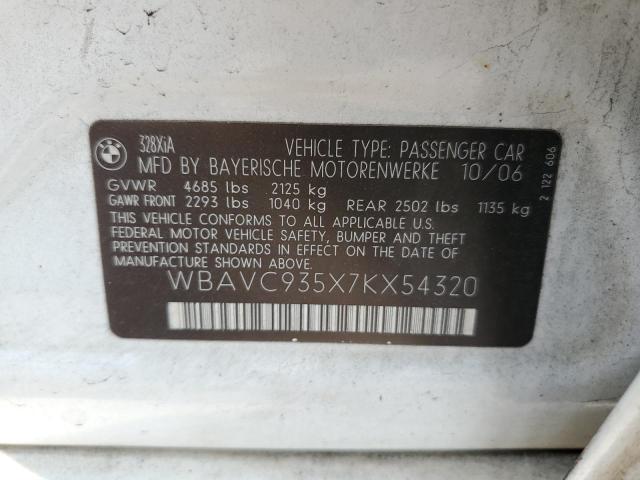 328XiA VEHICLE TYPE: PASSENGER CAR
MFD BY BAYERISCHE MOTORENWERKE 10/06
GVWR 4685 lbs 2125 kg
GAWR FRONT 2293 lbs 1040 kg REAR 2502 lbs 1135 kg
THIS VEHICLE CONFORMS TO ALL APPLICABLE U.S.
FEDERAL MOTOR VEHICLE SAFETY, BUMPER AND THEFT
PREVENTION STANDARDS IN EFFECT ON THE DATE OF
MANUFACTURE SHOWN ABOVE.
WBAVC935X7KX54320
2 122 606
BMW